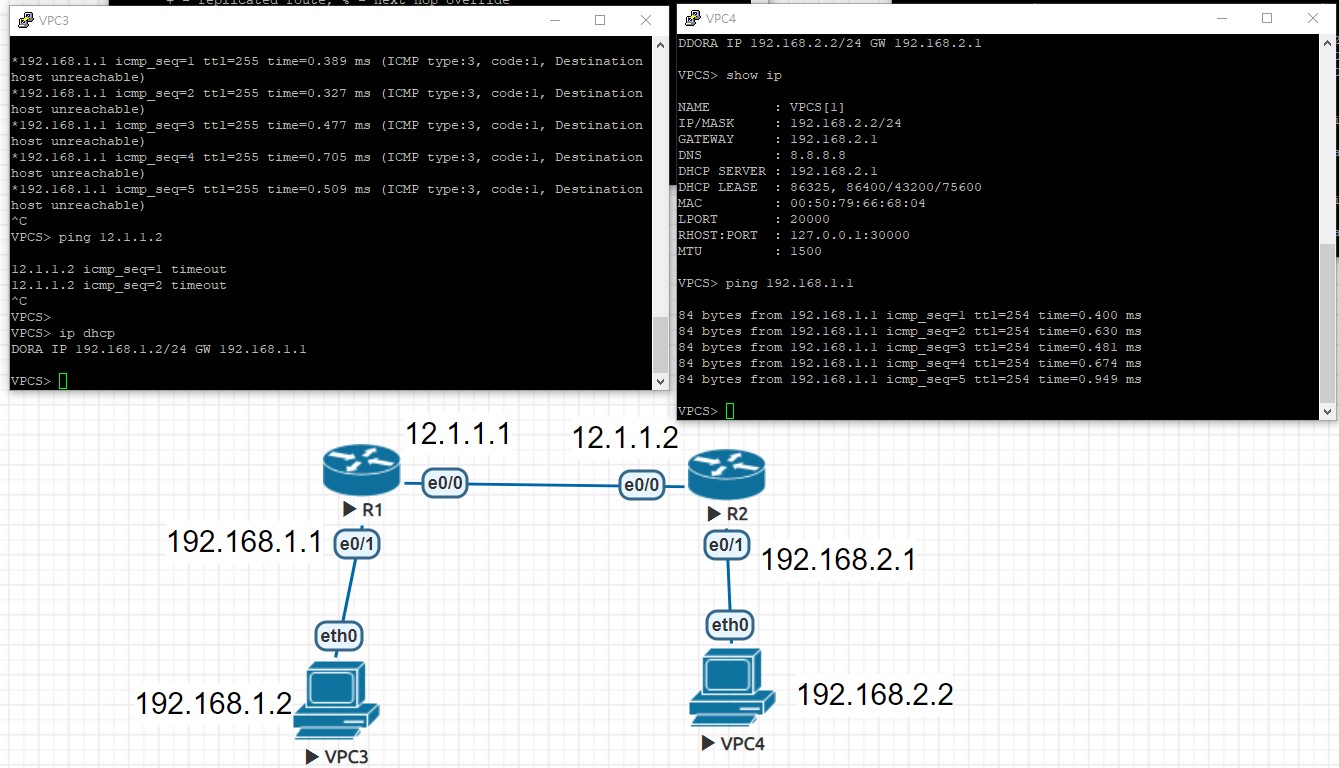 + - replicated route, % - next hop override
VPC3
*192.168.1.1 icmp_seq=1 ttl=255 time=0.389 ms (ICMP type:3, code:1, Destination
host unreachable)
*192.168.1.1 icmp_seq=2 ttl=255 time=0.327 ms (ICMP type:3, code:1, Destination
host unreachable)
*192.168.1.1 icmp_seq=3 ttl=255 time=0.477 ms (ICMP type:3, code:1, Destination
host unreachable)
*192.168.1.1 icmp_seq=4 ttl=255 time=0.705 ms (ICMP type:3, code:1, Destination
host unreachable)
*192.168.1.1 icmp_seq=5 ttl=255 time=0.509 ms (ICMP type:3, code:1, Destination
host unreachable)
^C
VPCS> ping 12.1.1.2
12.1.1.2 icmp_seq=1 timeout
12.1.1.2 icmp_seq=2 timeout
^C
VPCS>
VPCS> ip dhcp
DORA IP 192.168.1.2/24 GW 192.168.1.1
VPCS>
VPC4
DDORA IP 192.168.2.2/24 GW 192.168.2.1
VPCS> show ip
NAME : VPCS[1]
IP/MASK : 192.168.2.2/24
GATEWAY : 192.168.2.1
DNS : 8.8.8.8
DHCP SERVER : 192.168.2.1
DHCP LEASE : 86325, 86400/43200/75600
MAC : 00:50:79:66:68:04
LPORT : 20000
RHOST:PORT : 127.0.0.1:30000
MTU : 1500
VPCS> ping 192.168.1.1
84 bytes from 192.168.1.1 icmp_seq=1 ttl=254 time=0.400 ms
84 bytes from 192.168.1.1 icmp_seq=2 ttl=254 time=0.630 ms
84 bytes from 192.168.1.1 icmp_seq=3 ttl=254 time=0.481 ms
84 bytes from 192.168.1.1 icmp_seq=4 ttl=254 time=0.674 ms
84 bytes from 192.168.1.1 icmp_seq=5 ttl=254 time=0.949 ms
VPCS>
12.1.1.1
12.1.1.2
e0/0
e0/0
R1
R2
192.168.1.1
e0/1
e0/1
192.168.2.1
eth0
eth0
192.168.1.2
192.168.2.2
VPC3
VPC4